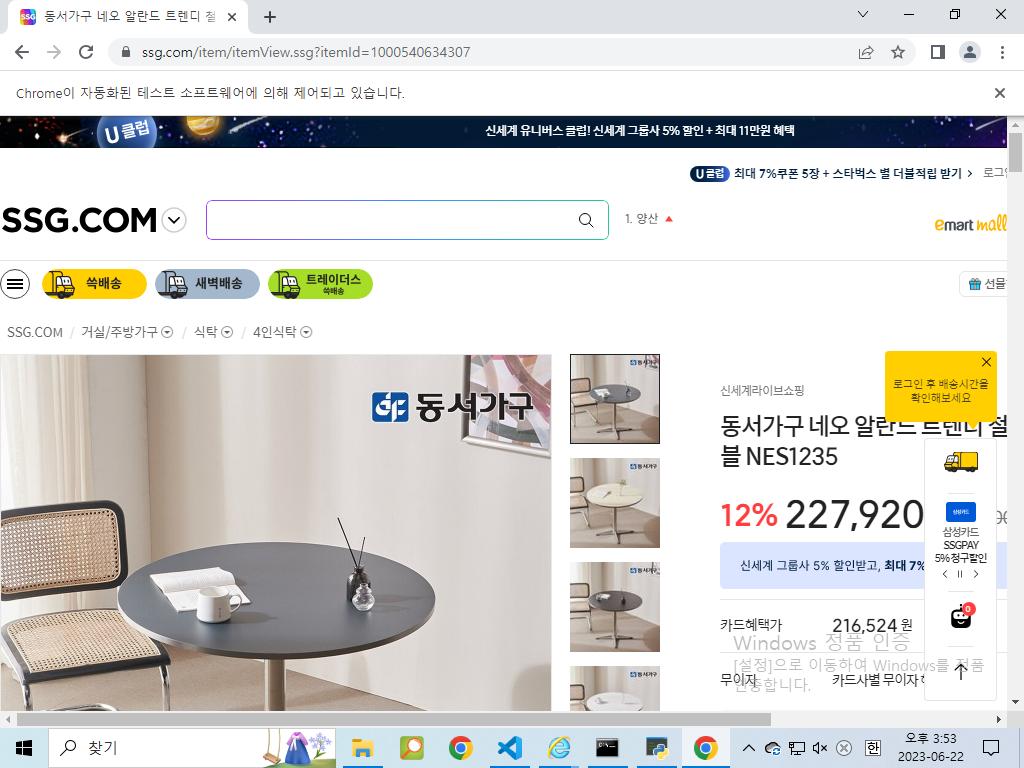 동서가구 네오 알란드 트렌디 철
ssg.com/item/itemView.ssg?itemId=1000540634307
Chrome이 자동화된 테스트 소프트웨어에 의해 제어되고 있습니다.
U 클럽
신세계 유니버스 클럽! 신세계 그룹사 5% 할인 + 최대 11만원 혜택
U 클럽 최대 7%쿠폰 5장 + 스타벅스 별 더블적립 받기 >
SSG.COM
1. 양산
emart mall
쓱배송
새벽배송
트레이더스
쓱배송
선물
SSG.COM / 거실/주방가구 / 식탁 / 4인식탁
동서가구
로그인 후 배송시간을
확인해보세요
신세계라이브쇼핑
동서가구 네오 알란드 트렌디 철
블 NES1235
12% 227,920
신세계 그룹사 5% 할인받고, 최대 7%
삼성카드
SSGPAY
5% 청구할인
0
카드혜택가 216,524 원
무이자 카드사별 무이자
Windows 정품 인증
[설정]으로 이동하여 Windows를 정품
인증합니다.
찾기
오후 3:53
2023-06-22
한